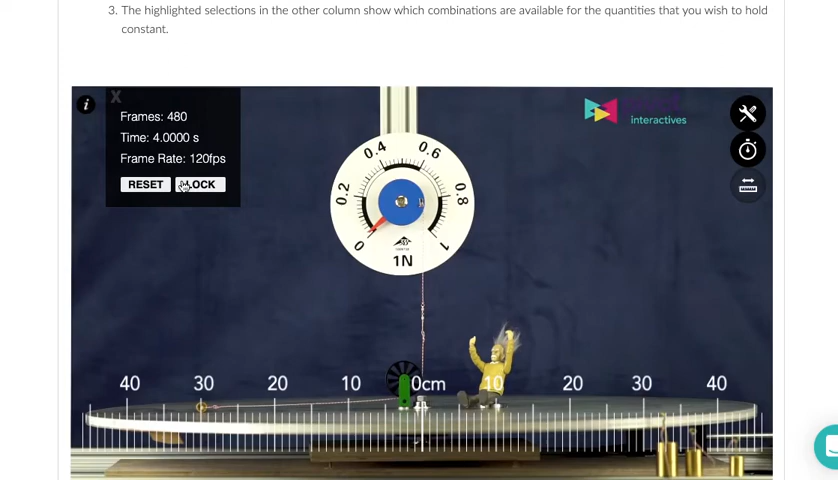 3. The highlighted selections in the other column show which combinations are available for the quantities that you wish to hold
constant.
i
X
Frames: 480
Time: 4.0000 s
Frame Rate: 120fps
RESET
LOCK
interactives
0 0.2 0.4 0.6 0.8 1
1N
40 30 20 10 0cm 10 20 30 40